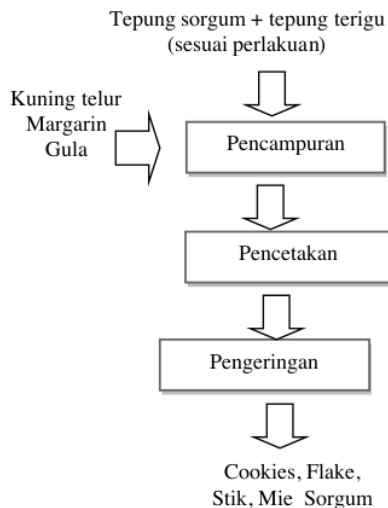 Tepung sorgum + tepung terigu
(sesuai perlakuan)
Kuning telur
Margarin
Gula
Pencampuran
Pencetakan
Pengeringan
Cookies, Flake,
Stik, Mie Sorgum